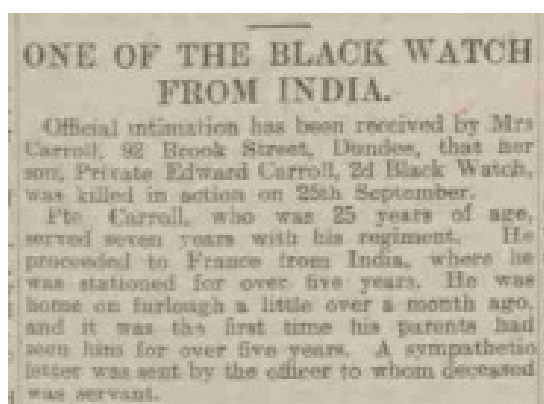 ONE OF THE BLACK WATCH
FROM INDIA.
Official intimation has been received by Mrs
Carroll, 92 Brook Street, Dundee, that her
son, Private Edward Carroll, 2d Black Watch,
was killed in action on 25th September.
Pte. Carroll, who was 25 years of age,
served seven years with his regiment. He
proceeded to France from India, where he
was stationed for over five years. He was
home on furlough a little over a month ago,
and it was the first time his parents had
seen him for over five years. A sympathetic
letter was sent by the officer to whom deceased
was servant.